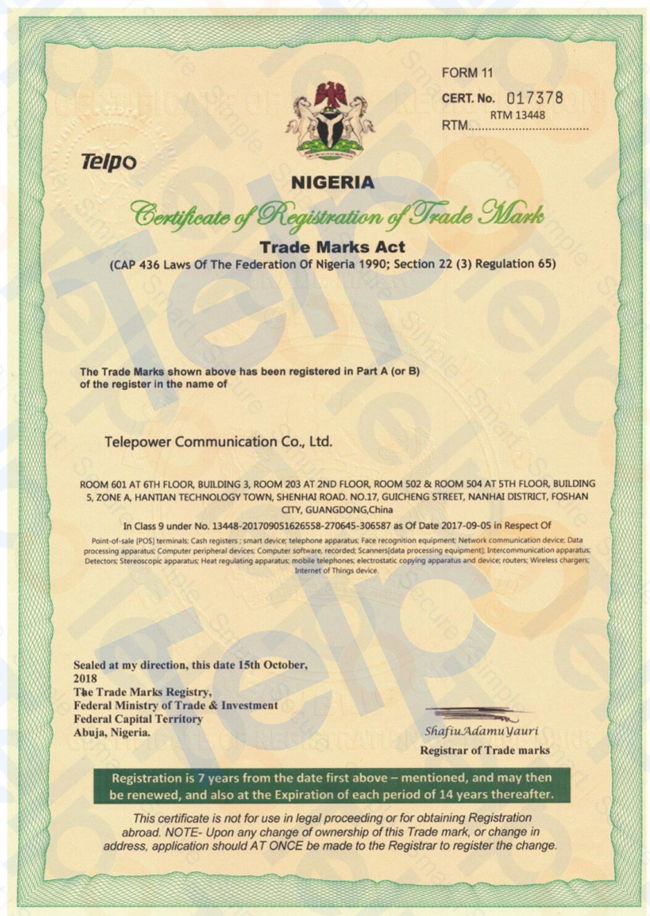 FORM 11
CERT. No. 017378
RTM 13448
RTM....................................
Telpo
NIGERIA
Certificate of Registration of Trade Mark
Trade Marks Act
(CAP 436 Laws Of The Federation Of Nigeria 1990; Section 22 (3) Regulation 65)
The Trade Marks shown above has been registered in Part A (or B)
of the register in the name of
Telepower Communication Co., Ltd.
ROOM 601 AT 6TH FLOOR, BUILDING 3, ROOM 203 AT 2ND FLOOR, ROOM 502 & ROOM 504 AT 5TH FLOOR, BUILDING
5, ZONE A, HANTIAN TECHNOLOGY TOWN, SHENHAI ROAD. NO.17, GUICHENG STREET, NANHAI DISTRICT, FOSHAN
CITY, GUANGDONG,China
In Class 9 under No. 13448-201709051626558-270645-306587 as Of Date 2017-09-05 in Respect Of
Point-of-sale [POS] terminals; Cash registers ; smart device; telephone apparatus; Face recognition equipment; Network communication device; Data
processing apparatus; Computer peripheral devices; Computer software, recorded; Scanners[data processing equipment]; Intercommunication apparatus;
Detectors; Stereoscopic apparatus; Heat regulating apparatus; mobile telephones; electrostatic copying apparatus and device; routers; Wireless chargers;
Internet of Things device.
Sealed at my direction, this date 15th October,
2018
The Trade Marks Registry,
Federal Ministry of Trade & Investment
Federal Capital Territory
Abuja, Nigeria.
ShafiuAdamuYauri
Registrar of Trade marks
Registration is 7 years from the date first above – mentioned, and may then
be renewed, and also at the Expiration of each period of 14 years thereafter.
This certificate is not for use in legal proceeding or for obtaining Registration
abroad. NOTE- Upon any change of ownership of this Trade mark, or change in
address, application should AT ONCE be made to the Registrar to register the change.
Telpo
Telpo